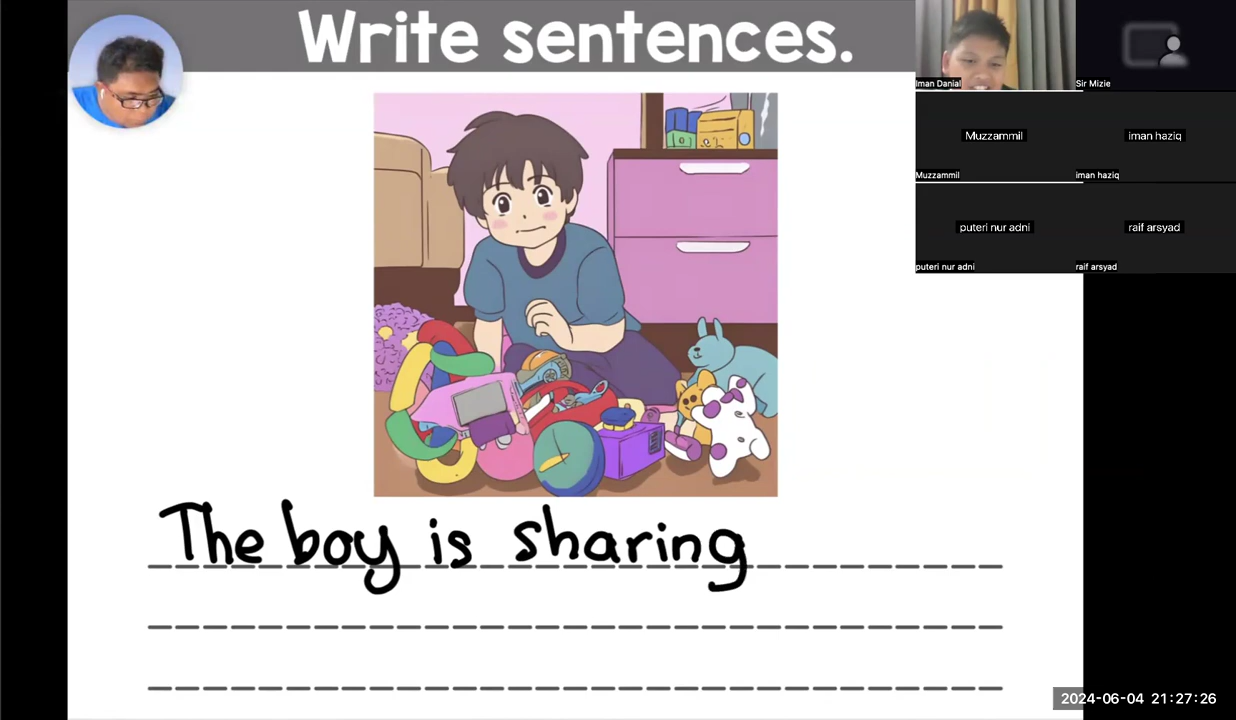 Write sentences.
Iman Danial
Sir Mizie
Muzzammil
iman haziq
Muzzammil
iman haziq
puteri nur adni
raif arsyad
puteri nur adni
raif arsyad
The boy is sharing
2024-06-04 21:27:26